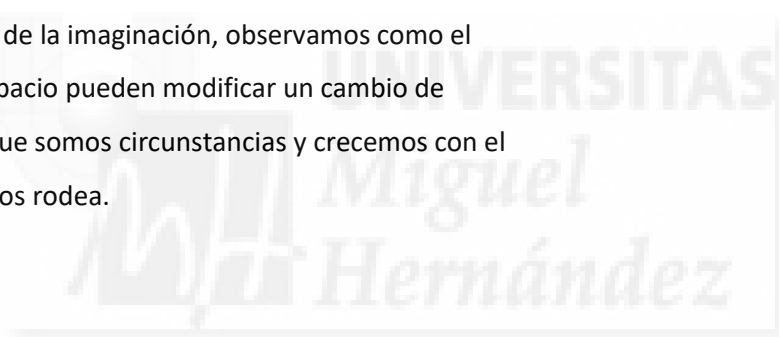 de la imaginación, observamos como el
pacio pueden modificar un cambio de
ue somos circunstancias y crecemos con el
os rodea.
UNIVERSITAS
Miguel
Hernández